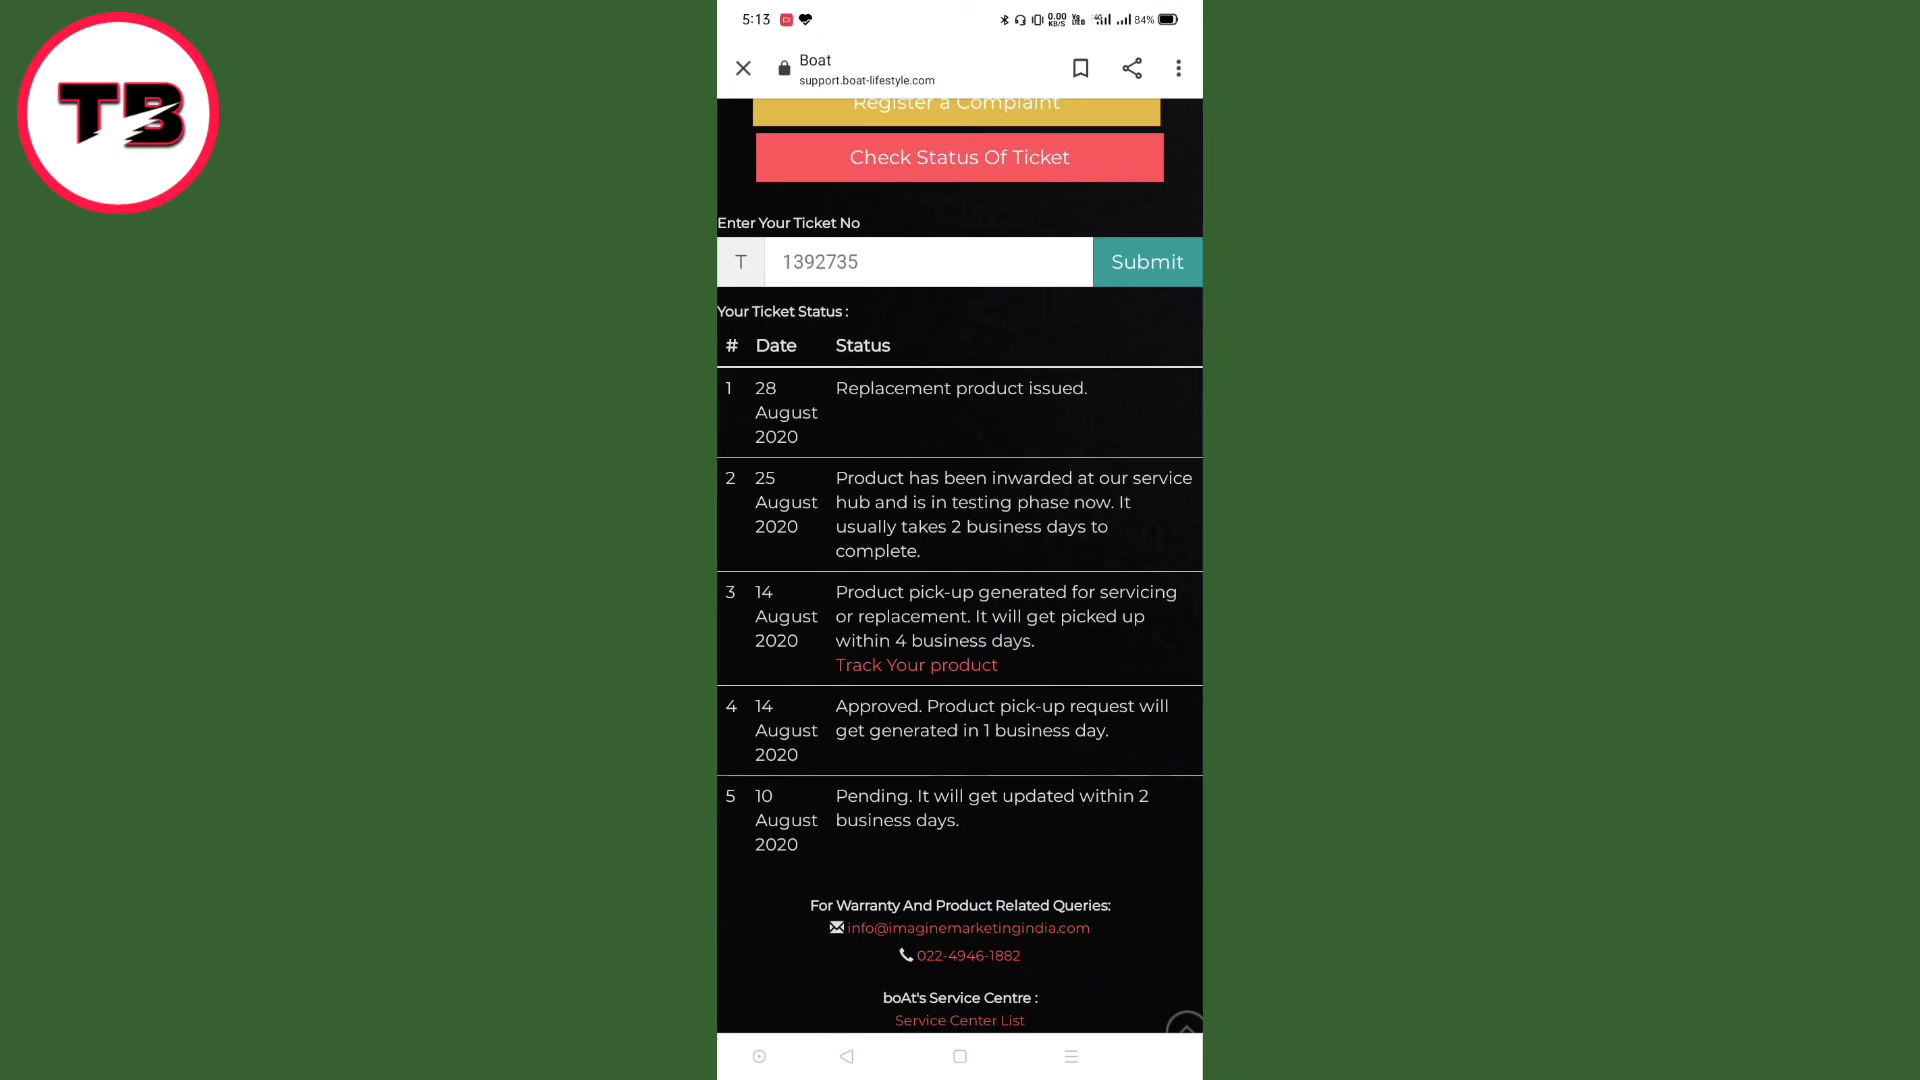 TB
5:13
0.00
KB/S
84%
Boat
support.boat-lifestyle.com
Register a Complaint
Check Status Of Ticket
Enter Your Ticket No
T 1392735 Submit
Your Ticket Status :
# Date Status
1 28 August 2020 Replacement product issued.
2 25 August 2020 Product has been inwarded at our service
hub and is in testing phase now. It
usually takes 2 business days to
complete.
3 14 August 2020 Product pick-up generated for servicing
or replacement. It will get picked up
within 4 business days.
Track Your product
4 14 August 2020 Approved. Product pick-up request will
get generated in 1 business day.
5 10 August 2020 Pending. It will get updated within 2
business days.
For Warranty And Product Related Queries:
info@imaginemarketingindia.com
022-4946-1882
boAt's Service Centre :
Service Center List